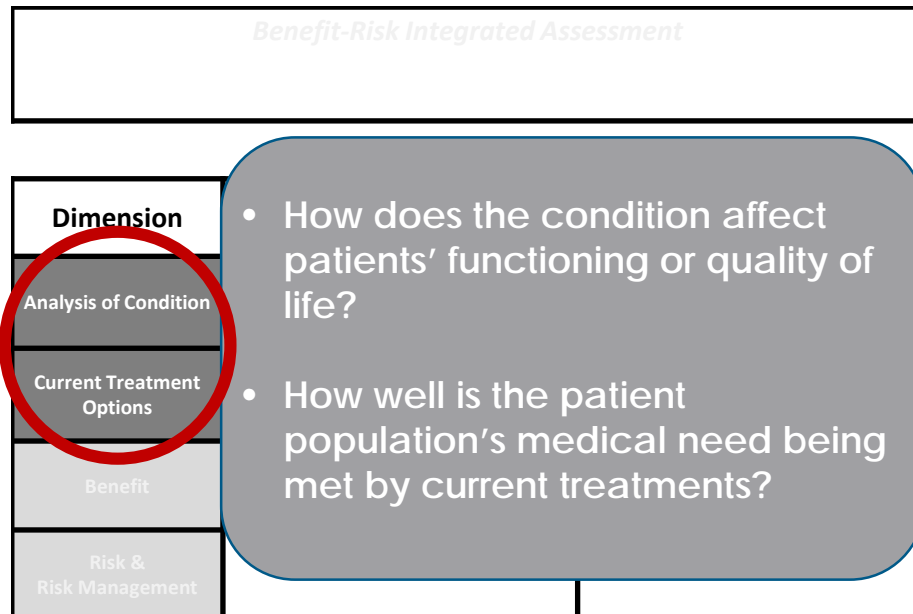 Benefit-Risk Integrated Assessment
Dimension
Analysis of Condition
Current Treatment
Options
Benefit
Risk &
Risk Management
• How does the condition affect
patients’ functioning or quality of
life?
• How well is the patient
population’s medical need being
met by current treatments?